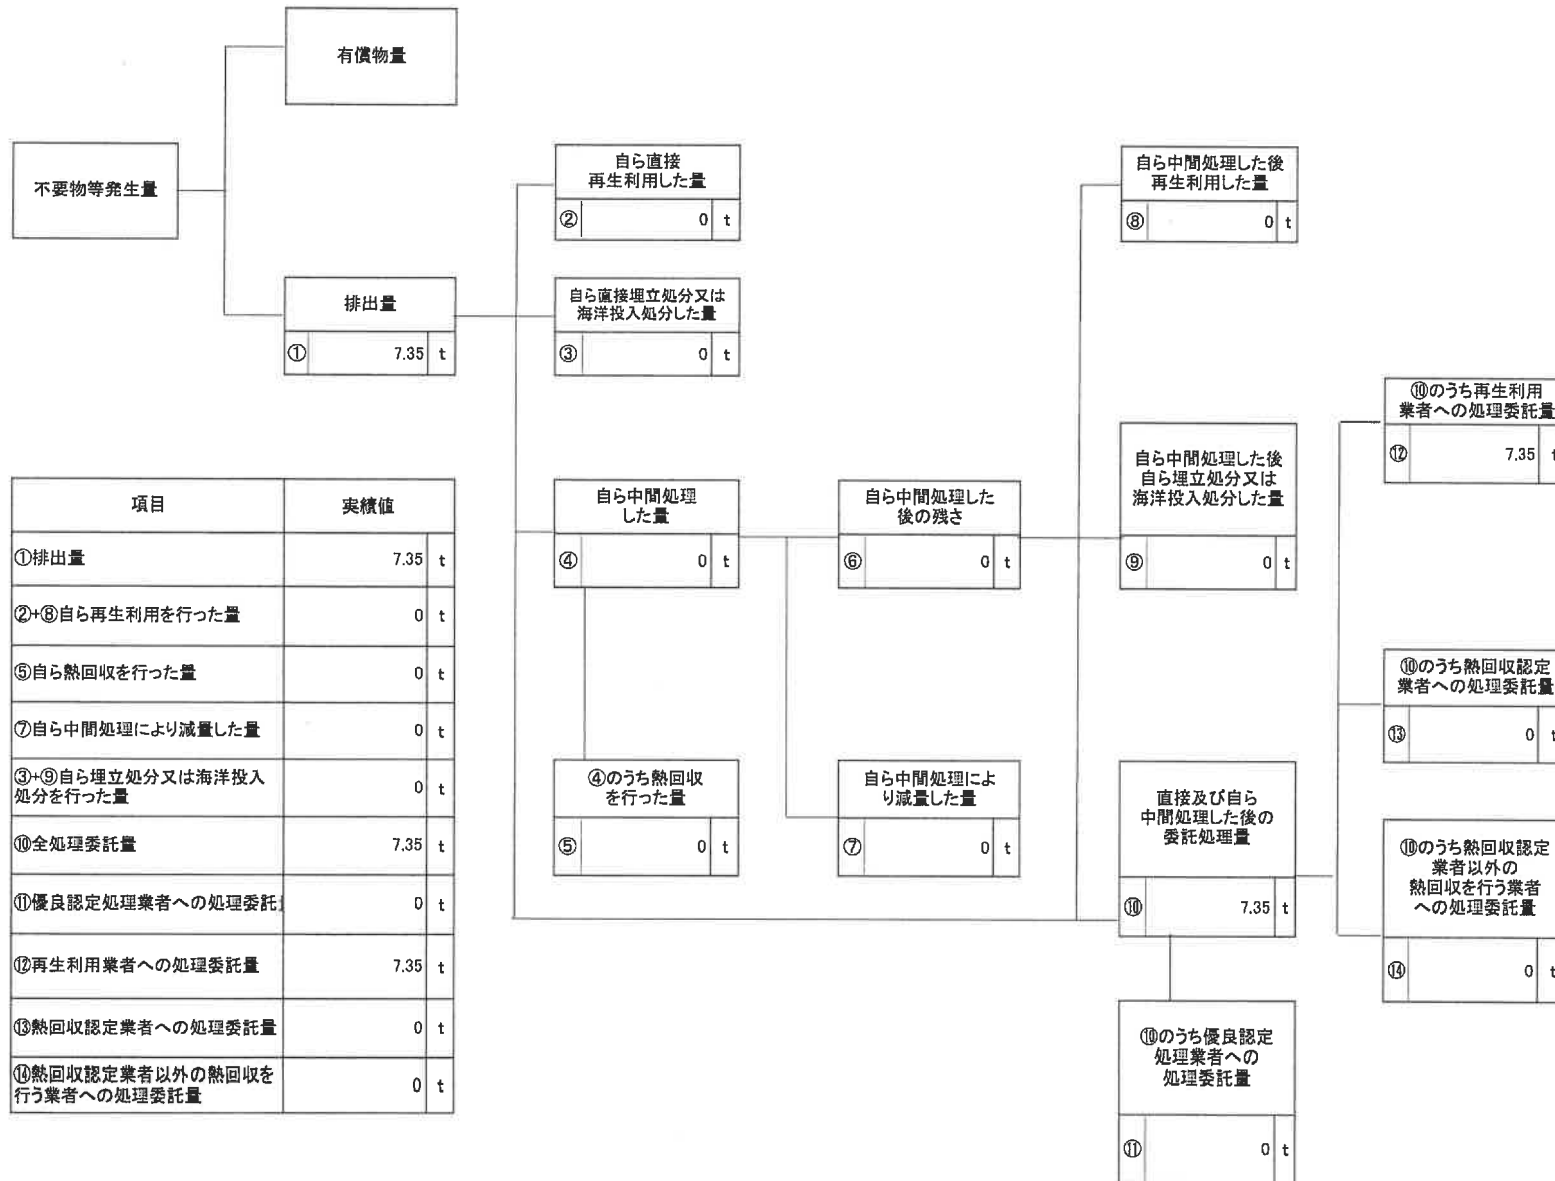 有償物量
不要物等発生量
排出量
① 7.35 t
自ら直接
再生利用した量
② 0 t
自ら直接埋立処分又は
海洋投入処分した量
③ 0 t
自ら中間処理
した量
④ 0 t
④のうち熱回収
を行った量
⑤ 0 t
自ら中間処理した
後の残さ
⑥ 0 t
自ら中間処理によ
り減量した量
⑦ 0 t
自ら中間処理した後
再生利用した量
⑧ 0 t
自ら中間処理した後
自ら埋立処分又は
海洋投入処分した量
⑨ 0 t
直接及び自ら
中間処理した後の
委託処理量
⑩ 7.35 t
⑩のうち優良認定
処理業者への
処理委託量
⑪ 0 t
⑩のうち再生利用
業者への処理委託量
⑫ 7.35 t
⑩のうち熱回収認定
業者への処理委託量
⑬ 0 t
⑩のうち熱回収認定
業者以外の
熱回収を行う業者
への処理委託量
⑭ 0 t
項目 実績値
①排出量 7.35 t
②+⑧自ら再生利用を行った量 0 t
⑤自ら熱回収を行った量 0 t
⑦自ら中間処理により減量した量 0 t
③+⑨自ら埋立処分又は海洋投入
処分を行った量 0 t
⑩全処理委託量 7.35 t
⑪優良認定処理業者への処理委託 0 t
⑫再生利用業者への処理委託量 7.35 t
⑬熱回収認定業者への処理委託量 0 t
⑭熱回収認定業者以外の熱回収を
行う業者への処理委託量 0 t